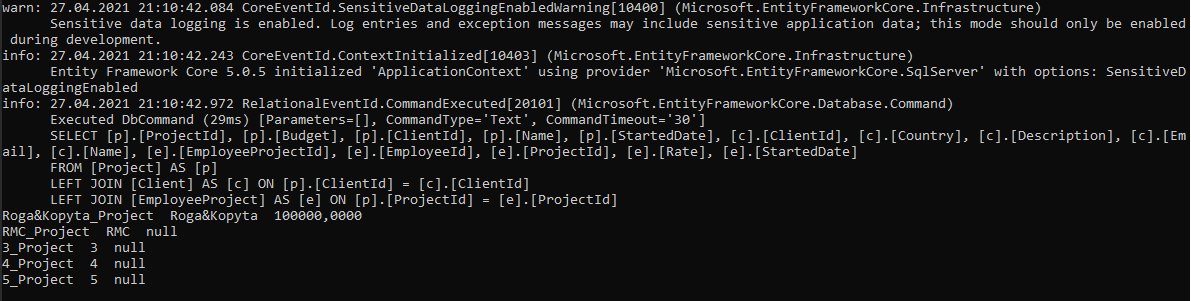 warn: 27.04.2021 21:10:42.084 CoreEventId.SensitiveDataLoggingEnabledWarning[10400] (Microsoft.EntityFrameworkCore.Infrastructure)
      Sensitive data logging is enabled. Log entries and exception messages may include sensitive application data; this mode should only be enabled
 during development.
info: 27.04.2021 21:10:42.243 CoreEventId.ContextInitialized[10403] (Microsoft.EntityFrameworkCore.Infrastructure)
      Entity Framework Core 5.0.5 initialized 'ApplicationContext' using provider 'Microsoft.EntityFrameworkCore.SqlServer' with options: SensitiveD
ataLoggingEnabled
info: 27.04.2021 21:10:42.972 RelationalEventId.CommandExecuted[20101] (Microsoft.EntityFrameworkCore.Database.Command)
      Executed DbCommand (29ms) [Parameters=[], CommandType='Text', CommandTimeout='30']
      SELECT [p].[ProjectId], [p].[Budget], [p].[ClientId], [p].[Name], [p].[StartedDate], [c].[ClientId], [c].[Country], [c].[Description], [c].[Em
ail], [c].[Name], [e].[EmployeeProjectId], [e].[EmployeeId], [e].[ProjectId], [e].[Rate], [e].[StartedDate]
      FROM [Project] AS [p]
      LEFT JOIN [Client] AS [c] ON [p].[ClientId] = [c].[ClientId]
      LEFT JOIN [EmployeeProject] AS [e] ON [p].[ProjectId] = [e].[ProjectId]
Roga&Kopyta_Project  Roga&Kopyta  100000,0000
RMC_Project  RMC  null
3_Project  3  null
4_Project  4  null
5_Project  5  null